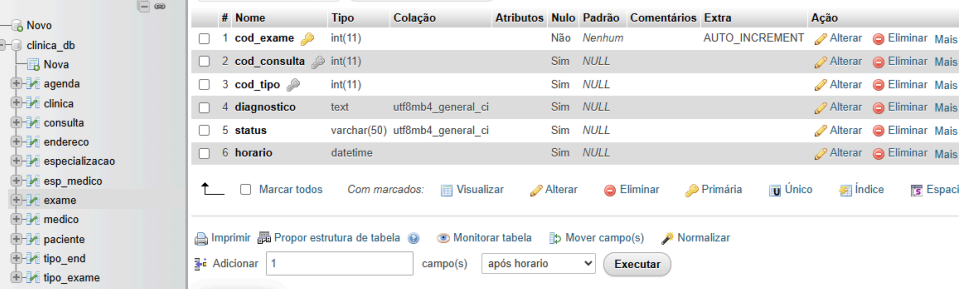 Novo
clinica_db
Nova
agenda
clinica
consulta
endereco
especializacao
esp_medico
exame
medico
paciente
tipo_end
tipo_exame
# Nome Tipo Colação Atributos Nulo Padrão Comentários Extra Ação
1 cod_exame int(11) Não Nenhum AUTO_INCREMENT Alterar Eliminar Mais
2 cod_consulta int(11) Sim NULL Alterar Eliminar Mais
3 cod_tipo int(11) Sim NULL Alterar Eliminar Mais
4 diagnostico text utf8mb4_general_ci Sim NULL Alterar Eliminar Mais
5 status varchar(50) utf8mb4_general_ci Sim NULL Alterar Eliminar Mais
6 horario datetime Sim NULL Alterar Eliminar Mais
Marcar todos Com marcados: Visualizar Alterar Eliminar Primária Único Índice Espaci
Imprimir Propor estrutura de tabela Monitorar tabela Mover campo(s) Normalizar
Adicionar 1 campo(s) após horario Executar